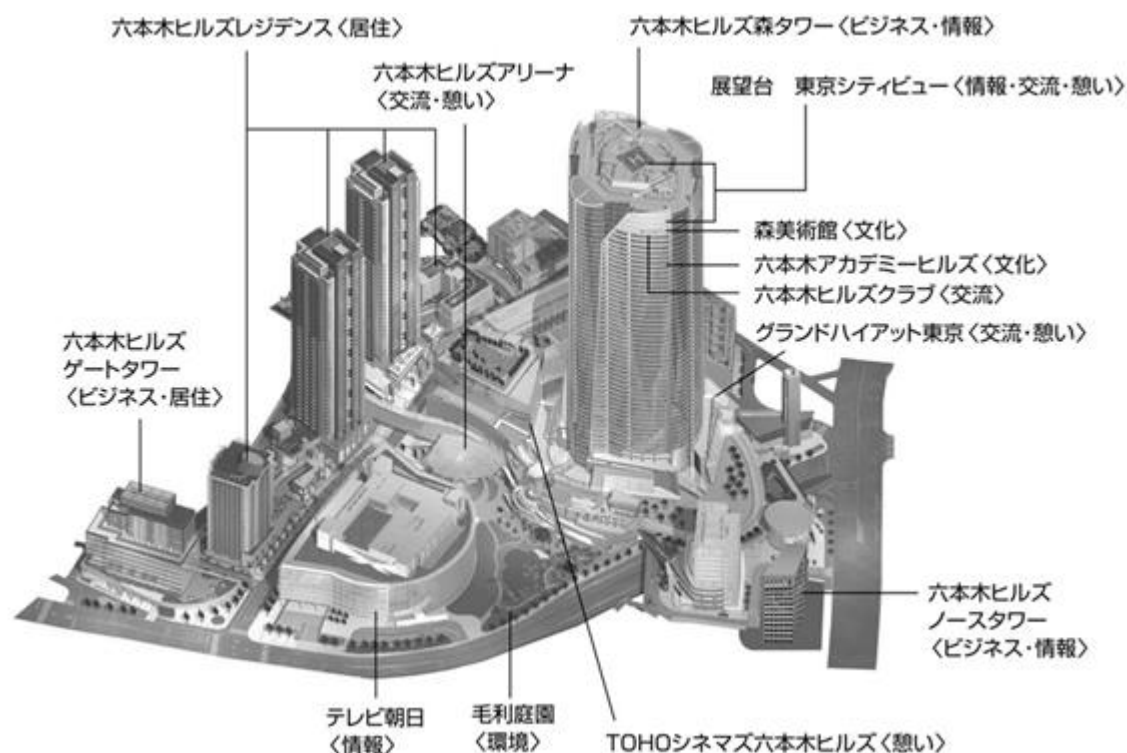 六本木ヒルズレジデンス〈居住〉
六本木ヒルズアリーナ
〈交流・憩い〉
六本木ヒルズ森タワー〈ビジネス・情報〉
展望台　東京シティビュー〈情報・交流・憩い〉
森美術館〈文化〉
六本木アカデミーヒルズ〈文化〉
六本木ヒルズクラブ〈交流〉
グランドハイアット東京〈交流・憩い〉
六本木ヒルズ
ゲートタワー
〈ビジネス・居住〉
六本木ヒルズ
ノースタワー
〈ビジネス・情報〉
テレビ朝日
〈情報〉
毛利庭園
〈環境〉
TOHOシネマズ六本木ヒルズ〈憩い〉